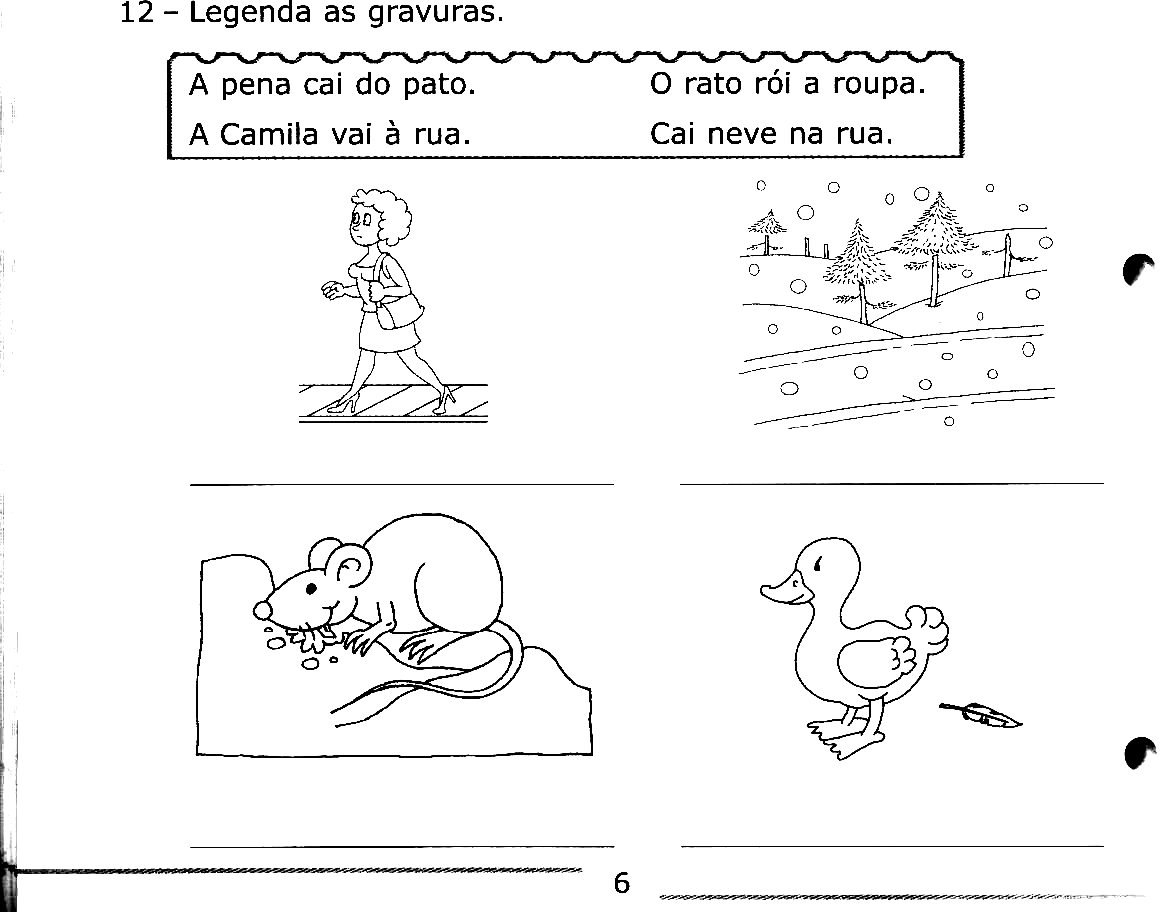 12 – Legenda as gravuras.
A pena cai do pato. O rato rói a roupa.
A Camila vai à rua. Cai neve na rua.
6